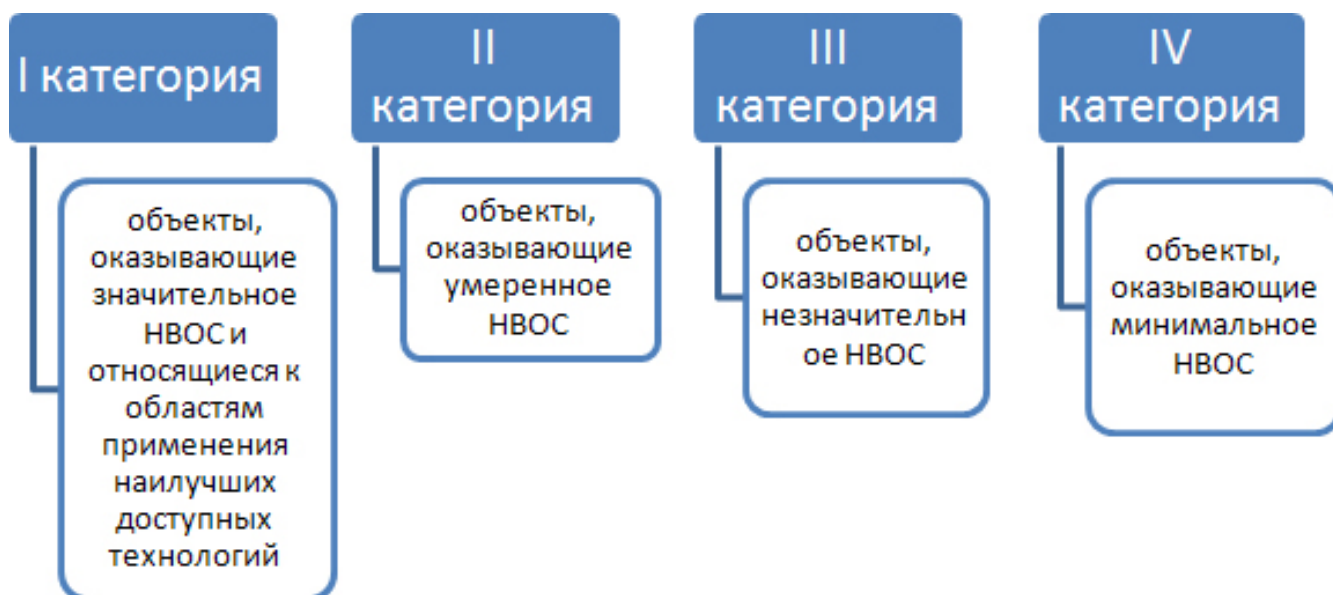 I категория
объекты,
оказывающие
значительное
НВОС и
относящиеся к
областям
применения
наилучших
доступных
технологий
II
категория
объекты,
оказывающие
умеренное
НВОС
III
категория
объекты,
оказывающие
незначительн
ое НВОС
IV
категория
объекты,
оказывающие
минимальное
НВОС